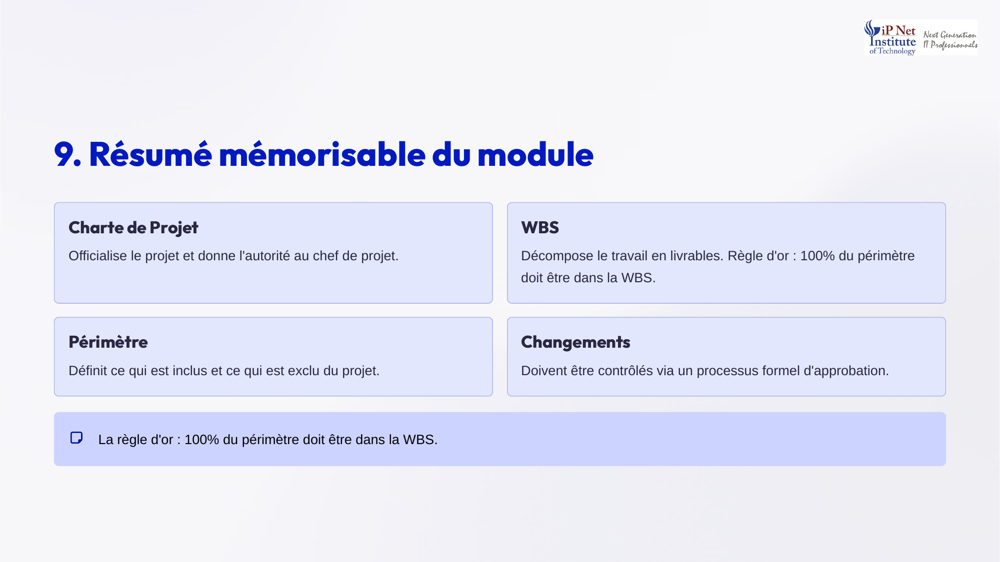 iP Net
Institute
of Technology
Next Generation
IT Professionnels
9. Résumé mémorisable du module
Charte de Projet
Officialise le projet et donne l'autorité au chef de projet.
WBS
Décompose le travail en livrables. Règle d'or : 100% du périmètre
doit être dans la WBS.
Périmètre
Définit ce qui est inclus et ce qui est exclu du projet.
Changements
Doivent être contrôlés via un processus formel d'approbation.
La règle d'or : 100% du périmètre doit être dans la WBS.